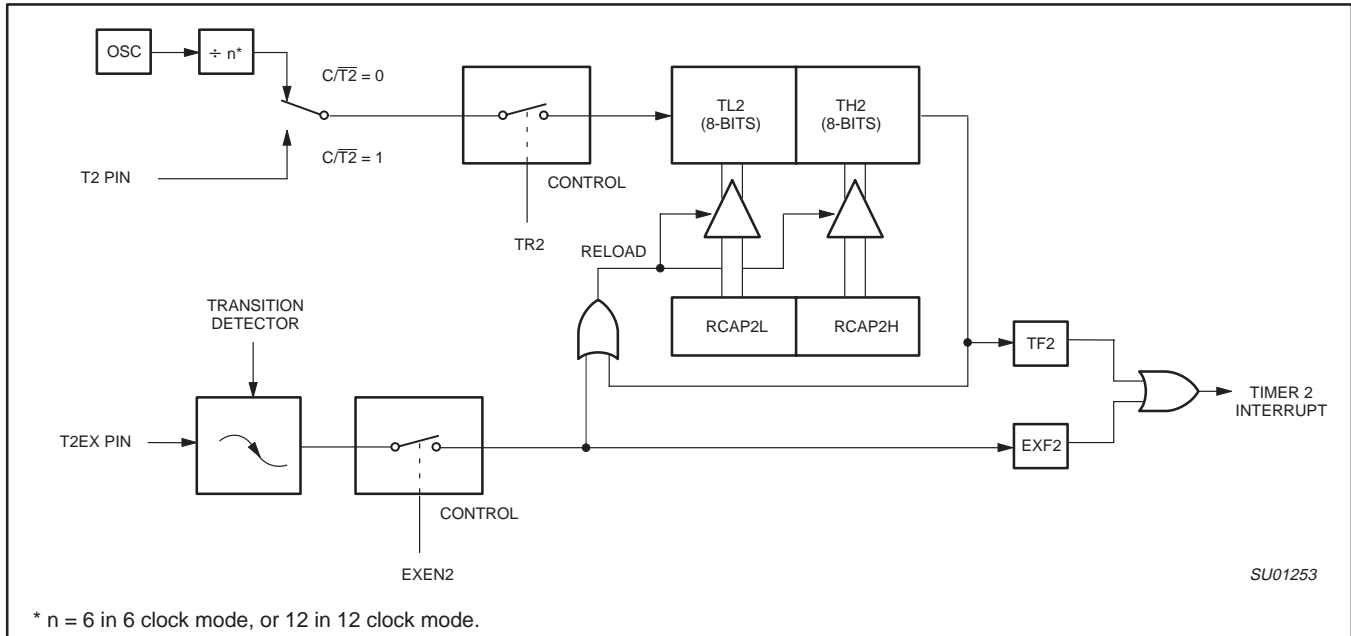 OSC
÷ n*
C/T̅2̅ = 0
C/T̅2̅ = 1
T2 PIN
CONTROL
TR2
TL2
(8-BITS)
TH2
(8-BITS)
RELOAD
RCAP2L
RCAP2H
TRANSITION
DETECTOR
T2EX PIN
CONTROL
EXEN2
TF2
EXF2
TIMER 2
INTERRUPT
SU01253
* n = 6 in 6 clock mode, or 12 in 12 clock mode.